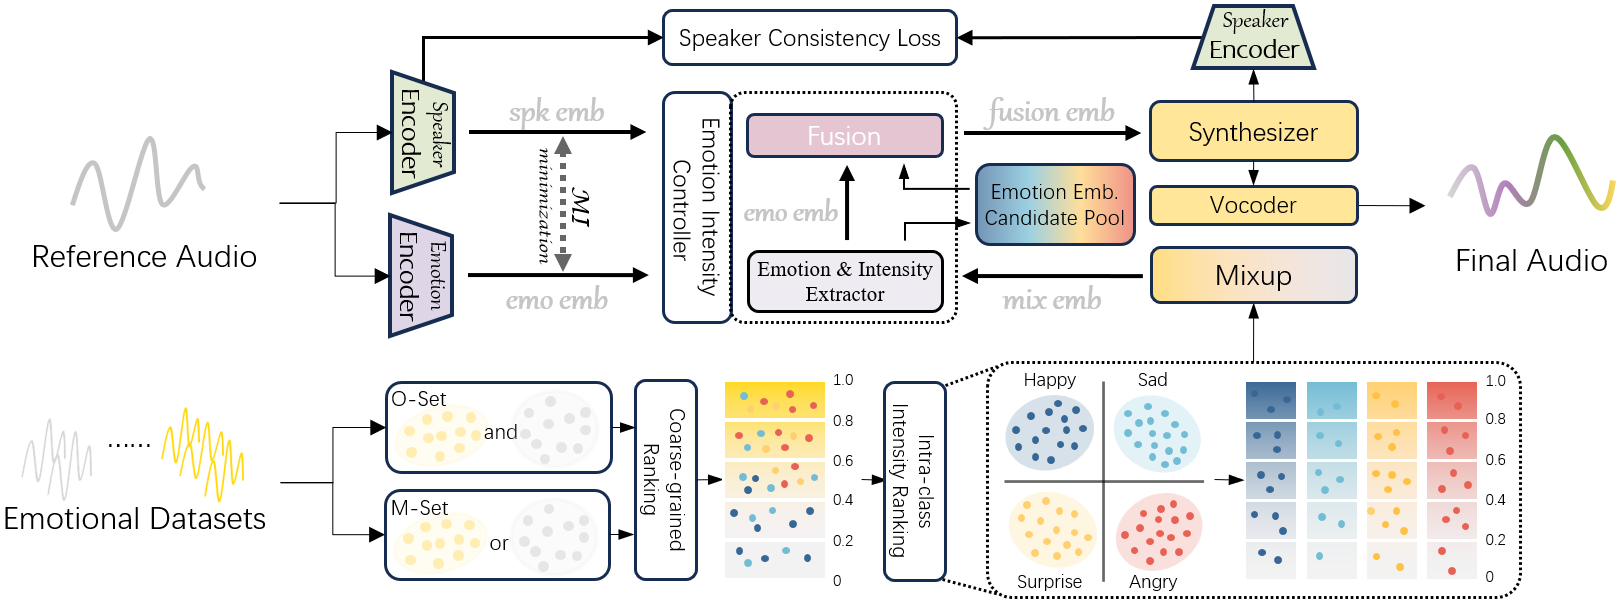 Speaker
Encoder
Speaker Consistency Loss
Speaker
Encoder
spk emb
Emotion Intensity
Controller
Fusion
fusion emb
Synthesizer
MI
minimization
Emotion Emb.
Candidate Pool
emo emb
Vocoder
Reference Audio
Emotion
Encoder
emo emb
Emotion & Intensity
Extractor
mix emb
Mixup
Final Audio
O-Set
and
M-Set
or
Emotional Datasets
······
Coarse-grained
Ranking
1.0
0.8
0.6
0.4
0.2
0
Intra-class
Intensity Ranking
Happy
Sad
Surprise
Angry
1.0
0.8
0.6
0.4
0.2
0